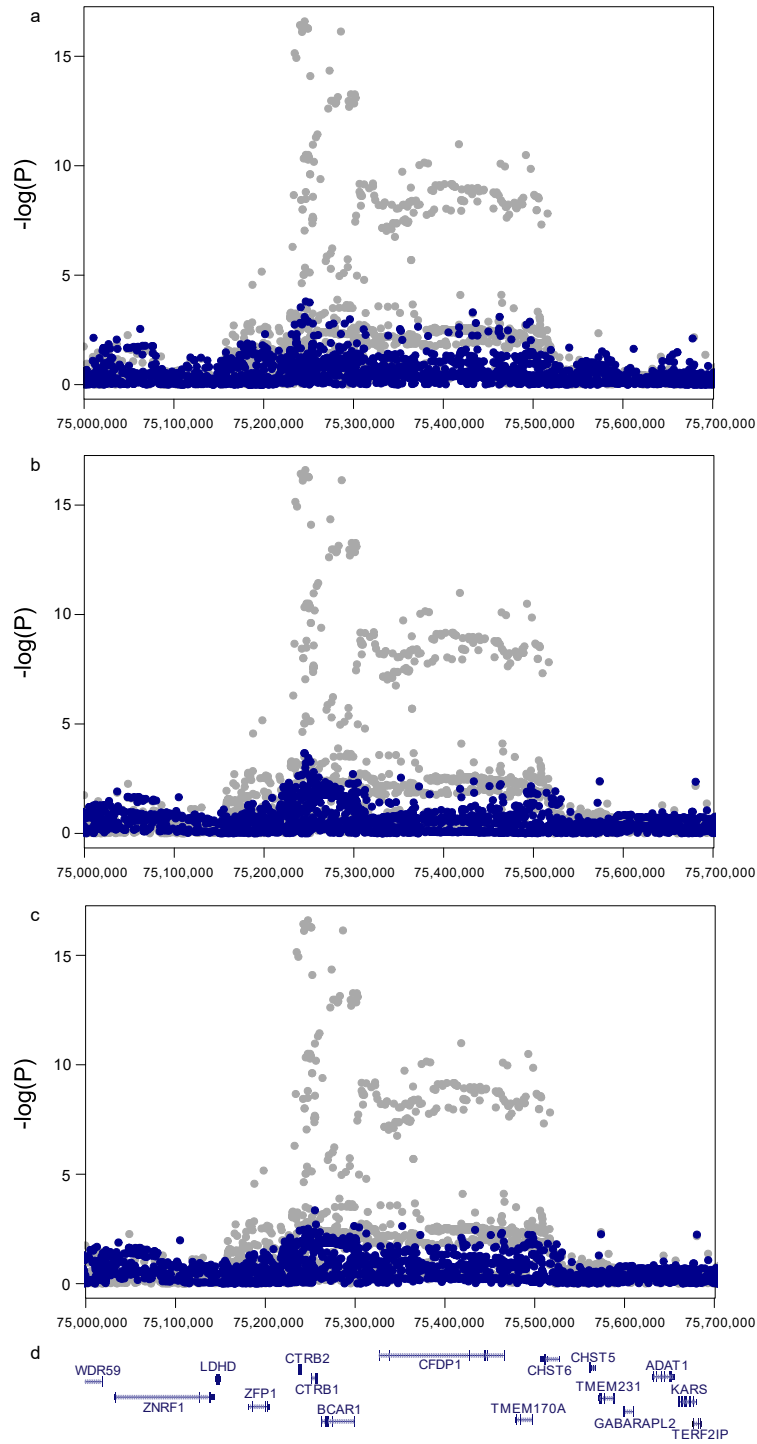 a
15
10
5
0
-log(P)
75,000,000 75,100,000 75,200,000 75,300,000 75,400,000 75,500,000 75,600,000 75,700,000
b
15
10
5
0
-log(P)
75,000,000 75,100,000 75,200,000 75,300,000 75,400,000 75,500,000 75,600,000 75,700,000
c
15
10
5
0
-log(P)
75,000,000 75,100,000 75,200,000 75,300,000 75,400,000 75,500,000 75,600,000 75,700,000
d
WDR59 LDHD CTRB2 CFDP1 CHST6 CHST5 ADAT1
ZNRF1 ZFP1 CTRB1 TMEM231 KARS
BCAR1 TMEM170A GABARAPL2 TERF2IP